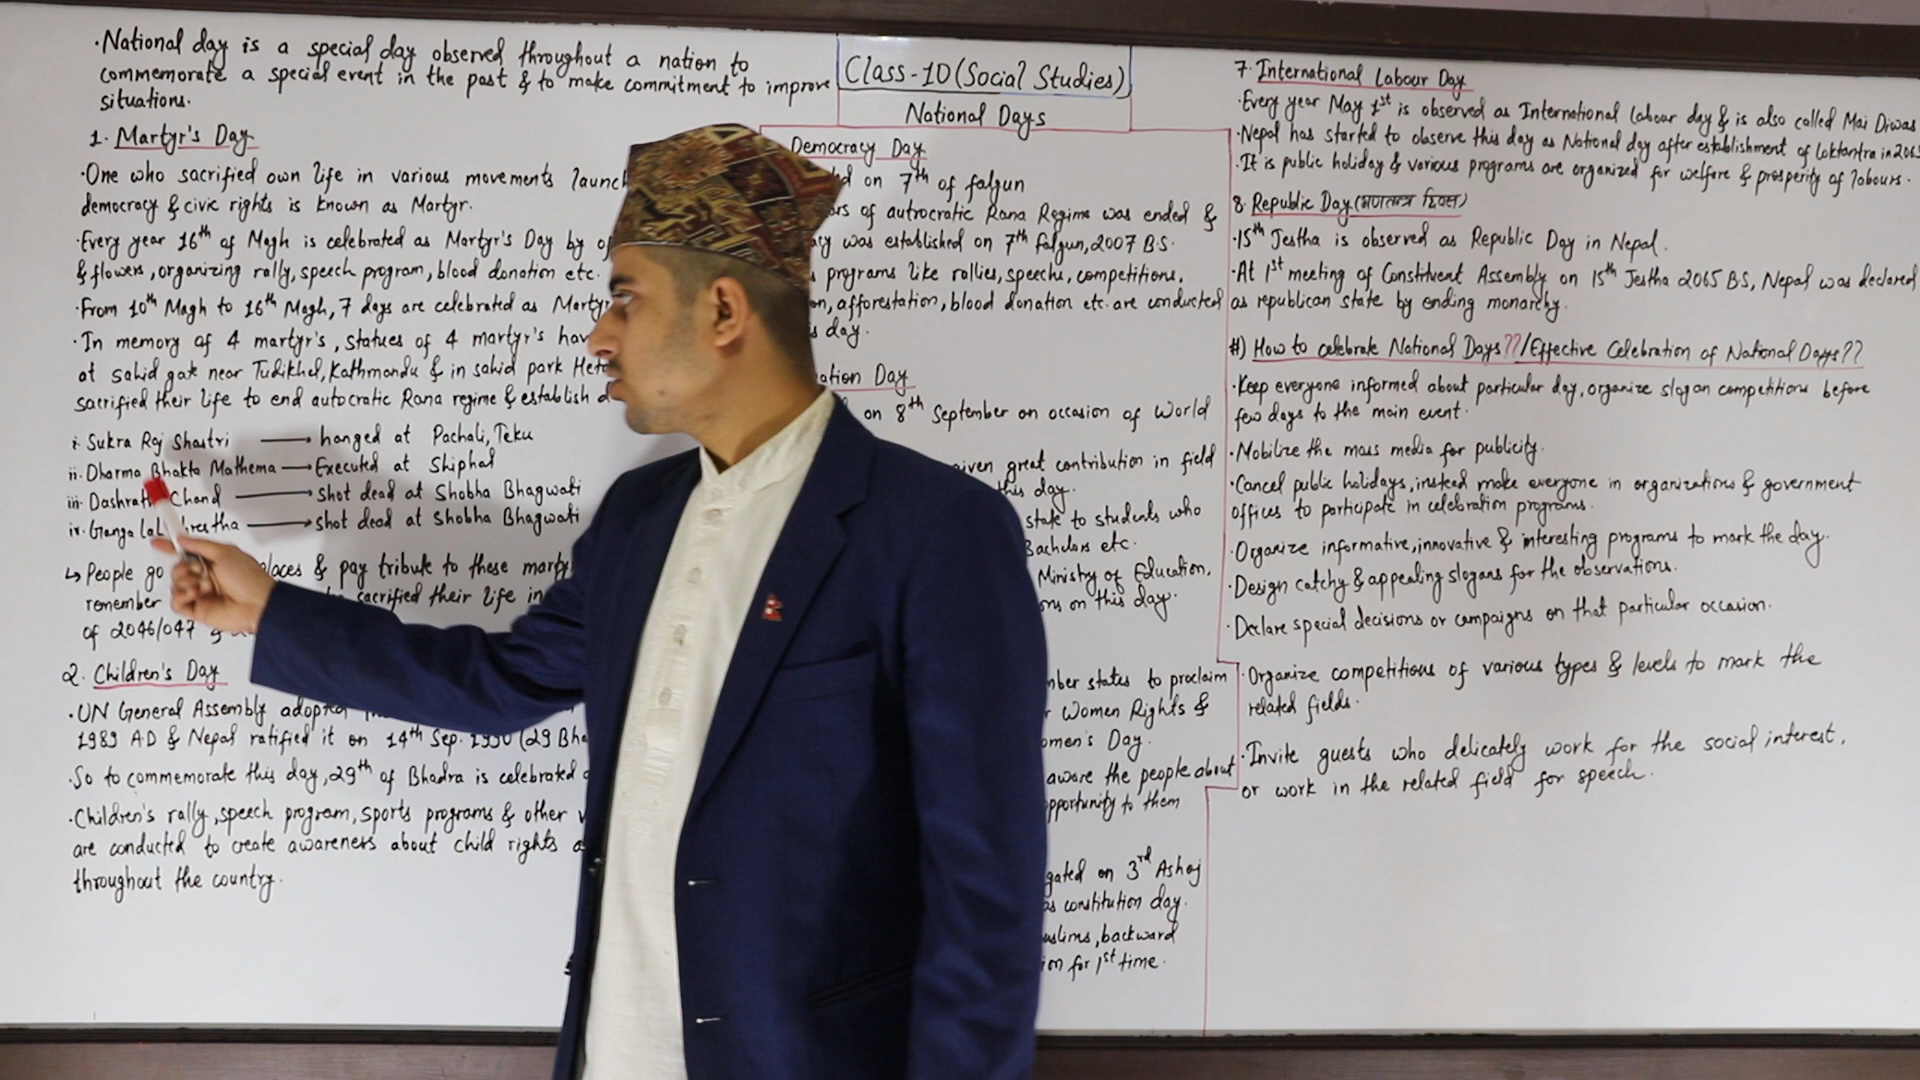 ·National day is a special day observed throughout a nation to
commemorate a special event in the past & to make commitment to improve
situations.
1. Martyr's Day
·One who sacrificed own life in various movements launch
democracy & civic rights is known as Martyr.
·Every year 16th of Magh is celebrated as Martyr's Day by of
& flowers, organizing rally, speech program, blood donation etc.
·From 10th Magh to 16th Magh, 7 days are celebrated as Martyr
·In memory of 4 martyr's, statues of 4 martyr's hav
at sahid gate near Tudikhel, Kathmandu & in sahid park Heto
sacrificed their life to end autocratic Rana regime & establish d
i. Sukra Raj Shastri → hanged at Pachali, Teku
ii. Dharma Bhakta Mathema → Executed at Shiphal
iii. Dashrath Chand → shot dead at Shobha Bhagwati
iv. Ganga Lal hrestha → shot dead at Shobha Bhagwati
↳ People go places & pay tribute to these marty
remember sacrificed their life in
of 2046/047 &
2. Children's Day
·UN General Assembly adopted
1989 AD & Nepal ratified it on 14th Sep. 1990 (29 Bha
·So to commemorate this day, 29th of Bhadra is celebrated
·Children's rally, speech program, sports programs & other v
are conducted to create awareness about child rights a
throughout the country.
Class-10 (Social Studies)
National Days
Democracy Day
d on 7th of falgun
rs of autrocratic Rana Regime was ended &
cy was established on 7th falgun, 2007 B.S.
programs like rallies, speechs, competitions,
on, afforestation, blood donation etc. are conducted
s day.
ation Day
on 8th September on occasion of World
given great contribution in field
this day.
state to students who
Bachelors etc.
Ministry of Education,
ons on this day.
mber states to proclaim
r Women Rights &
omen's Day.
aware the people about
opportunity to them
gated on 3rd Ashoj
as constitution day.
uslims, backward
ion for 1st time.
7. International Labour Day
·Every year May 1st is observed as International labour day & is also called Mai Diwas
·Nepal has started to observe this day as National day after establishment of Loktantra in 2063
·It is public holiday & various programs are organized for welfare & prosperity of labours.
8. Republic Day (गणतन्त्र दिवस)
·15th Jestha is observed as Republic Day in Nepal.
·At 1st meeting of Constituent Assembly on 15th Jestha 2065 B.S, Nepal was declared
as republican state by ending monarchy.
#) How to celebrate National Days??/Effective Celebration of National Days??
·Keep everyone informed about particular day, organize slogan competitions before
few days to the main event.
·Mobilize the mass media for publicity.
·Cancel public holidays, instead make everyone in organizations & government
offices to participate in celebration programs.
·Organize informative, innovative & interesting programs to mark the day.
·Design catchy & appealing slogans for the observations.
·Declare special decisions or campaigns on that particular occasion.
·Organize competitions of various types & levels to mark the
related fields.
·Invite guests who delicately work for the social interest,
or work in the related field for speech.